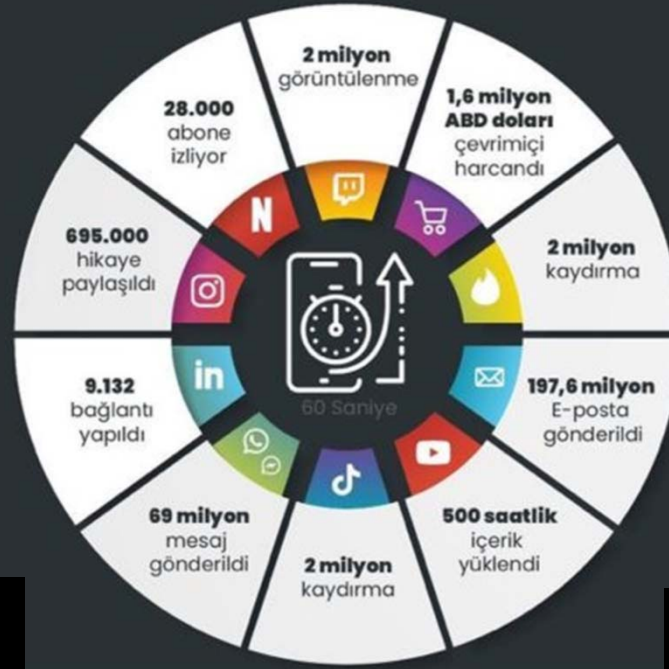 2 milyon
görüntülenme
1,6 milyon
ABD doları
çevrimiçi
harcandı
2 milyon
kaydırma
197,6 milyon
E-posta
gönderildi
500 saatlik
içerik
yüklendi
2 milyon
kaydırma
69 milyon
mesaj
gönderildi
9.132
bağlantı
yapıldı
695.000
hikaye
paylaşıldı
28.000
abone
izliyor
N
in
60 Saniye